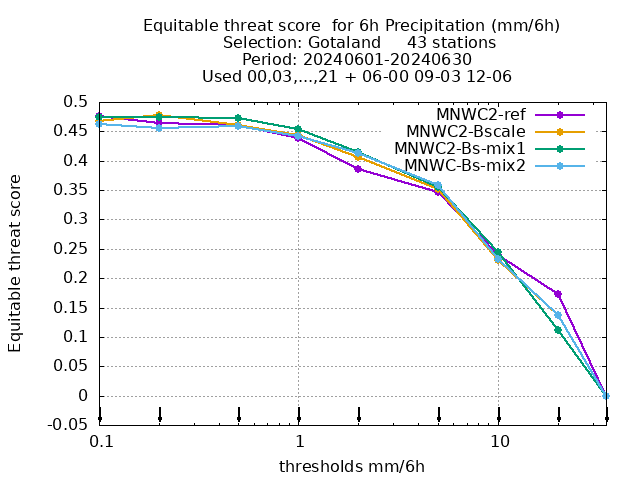 Equitable threat score  for 6h Precipitation (mm/6h)
Selection: Gotaland     43 stations
Period: 20240601-20240630
Used 00,03,...,21 + 06-00 09-03 12-06
MNWC2-ref
MNWC2-Bscale
MNWC2-Bs-mix1
MNWC-Bs-mix2
Equitable threat score
0.5
0.45
0.4
0.35
0.3
0.25
0.2
0.15
0.1
0.05
0
-0.05
0.1 1 10
thresholds mm/6h